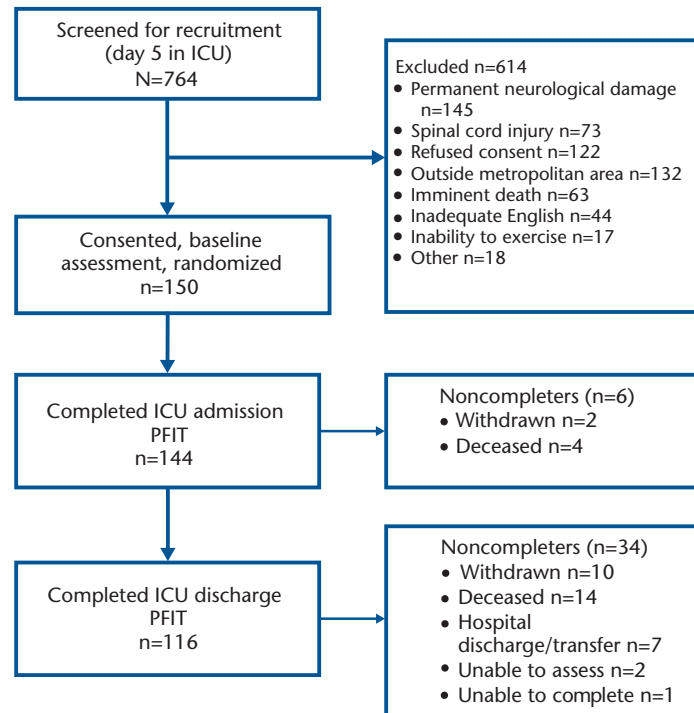 Screened for recruitment
(day 5 in ICU)
N=764
Excluded n=614
• Permanent neurological damage
n=145
• Spinal cord injury n=73
• Refused consent n=122
• Outside metropolitan area n=132
• Imminent death n=63
• Inadequate English n=44
• Inability to exercise n=17
• Other n=18
Consented, baseline
assessment, randomized
n=150
Completed ICU admission
PFIT
n=144
Noncompleters (n=6)
• Withdrawn n=2
• Deceased n=4
Completed ICU discharge
PFIT
n=116
Noncompleters (n=34)
• Withdrawn n=10
• Deceased n=14
• Hospital
discharge/transfer n=7
• Unable to assess n=2
• Unable to complete n=1